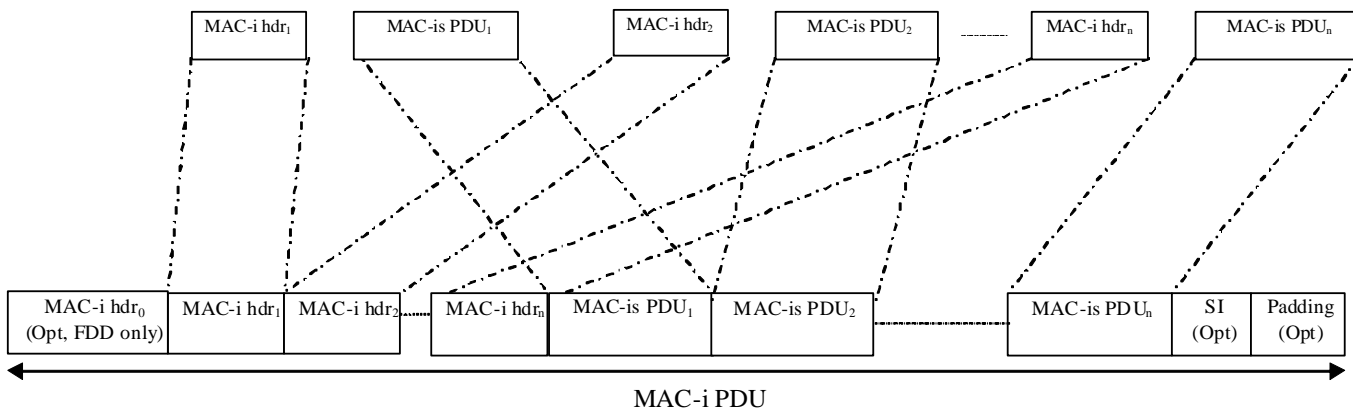 MAC-i hdr₁ MAC-is PDU₁ MAC-i hdr₂ MAC-is PDU₂ MAC-i hdrₙ MAC-is PDUₙ
MAC-i hdr₀ (Opt, FDD only) MAC-i hdr₁ MAC-i hdr₂ MAC-i hdrₙ MAC-is PDU₁ MAC-is PDU₂ MAC-is PDUₙ SI (Opt) Padding (Opt)
MAC-i PDU